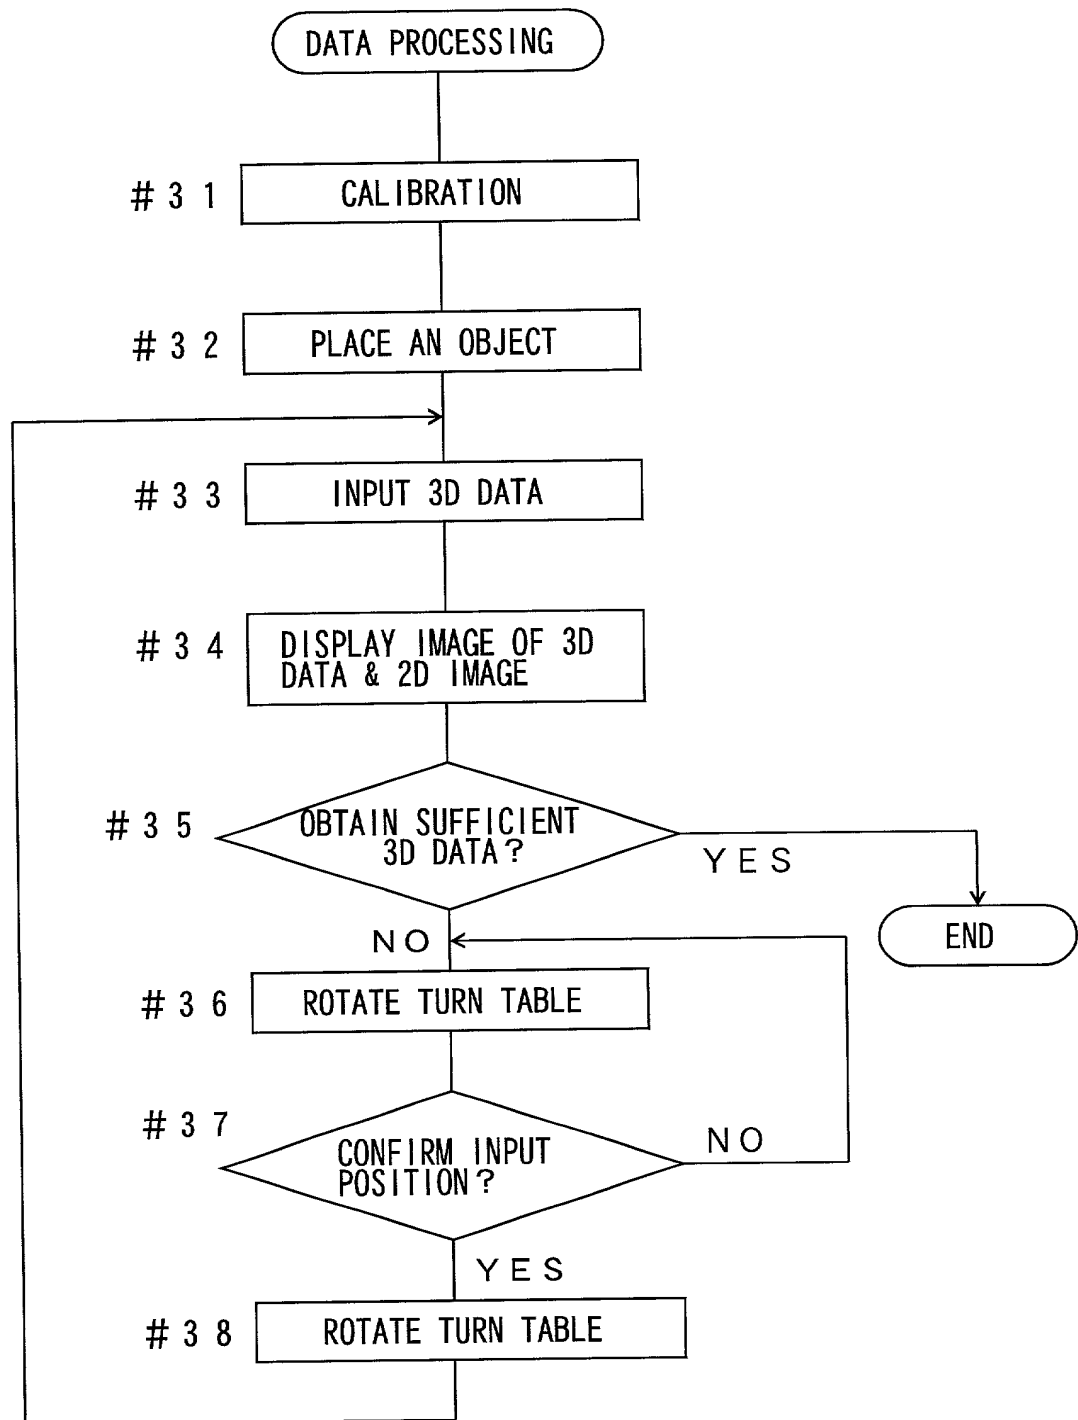 DATA PROCESSING
#31
CALIBRATION
#32
PLACE AN OBJECT
#33
INPUT 3D DATA
#34
DISPLAY IMAGE OF 3D
DATA & 2D IMAGE
#35
OBTAIN SUFFICIENT
3D DATA?
YES
END
NO
#36
ROTATE TURN TABLE
#37
CONFIRM INPUT
POSITION?
NO
YES
#38
ROTATE TURN TABLE